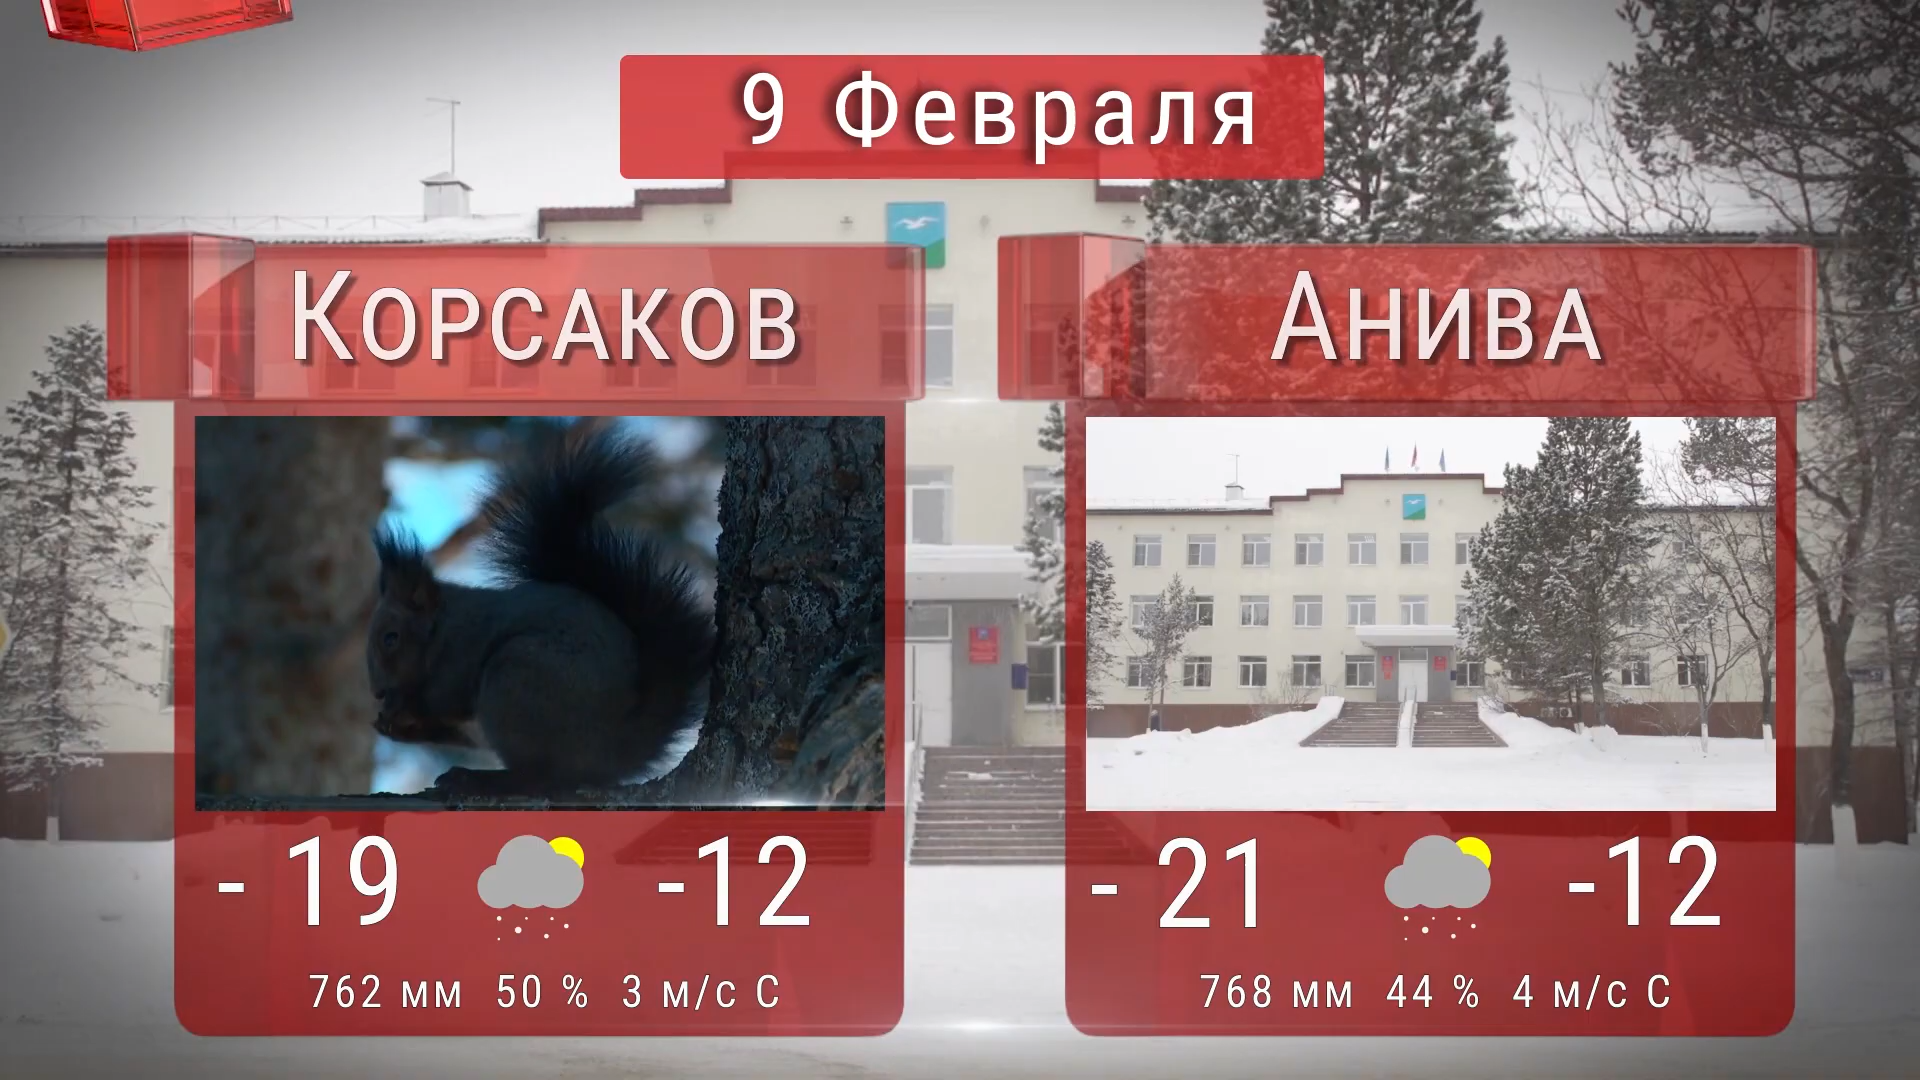 9 Февраля
Корсаков
- 19 -12
762 мм 50 % 3 м/с С
Анива
- 21 -12
768 мм 44 % 4 м/с С